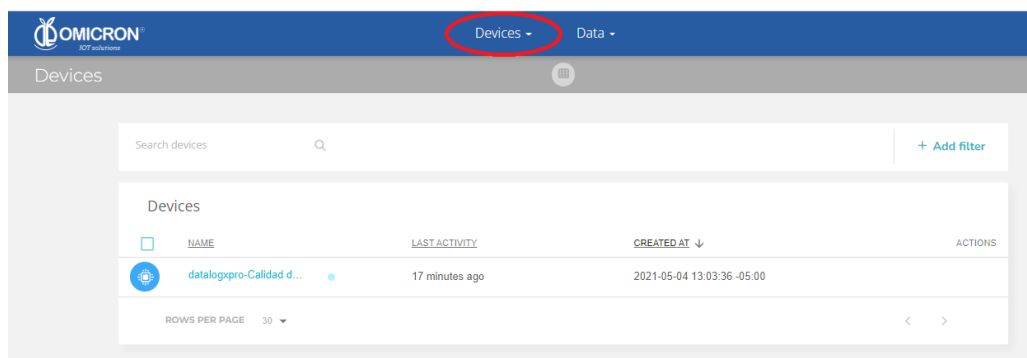 OMICRON®
IOT solutions
Devices
Data
Devices
Search devices
+ Add filter
Devices
NAME LAST ACTIVITY CREATED AT ACTIONS
datalogxpro-Calidad d... 17 minutes ago 2021-05-04 13:03:36 -05:00
ROWS PER PAGE 30